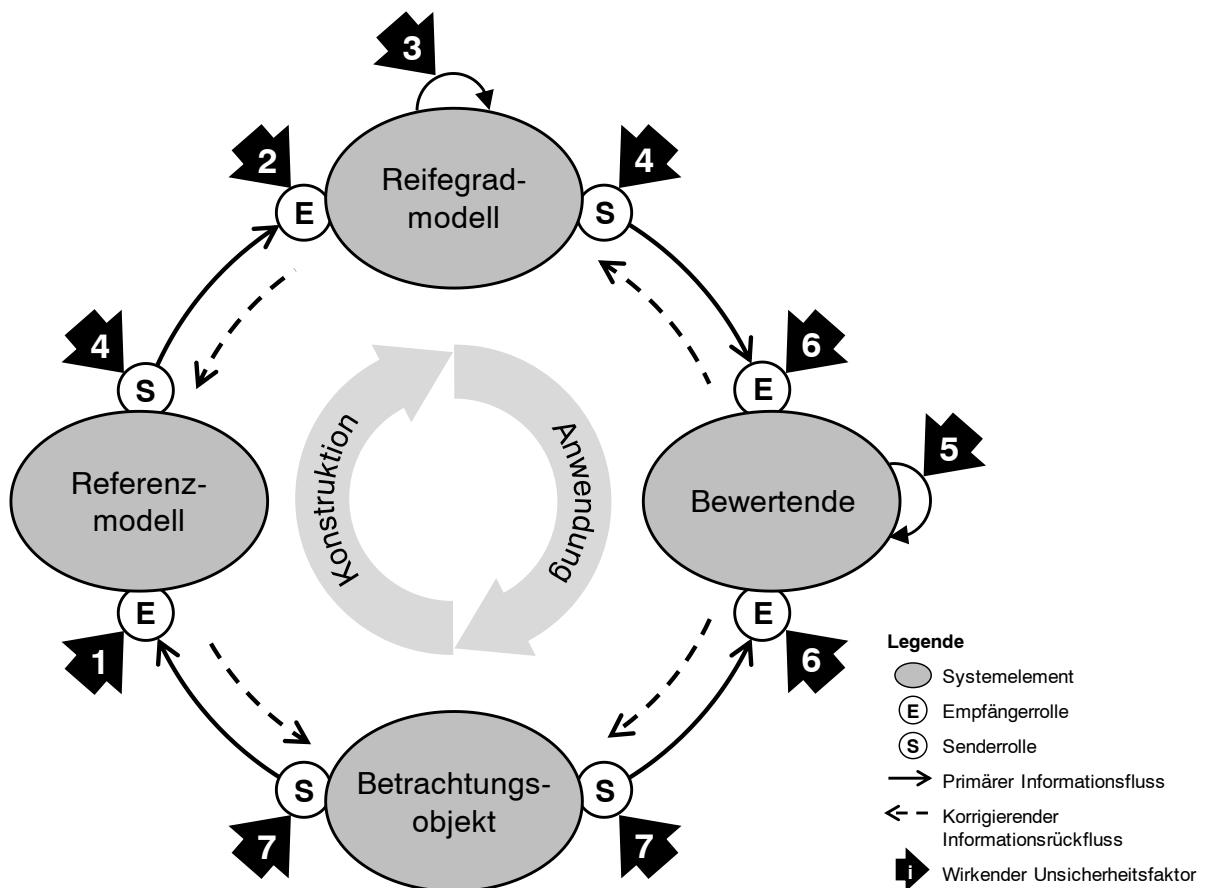 3
2
4
Reifegrad-
modell
E
S
4
6
S
E
Konstruktion
Anwendung
5
Referenz-
modell
Bewertende
E
E
1
6
Betrachtungs-
objekt
S
S
7
7
Legende
Systemelement
E Empfängerrolle
S Senderrolle
Primärer Informationsfluss
Korrigierender
Informationsrückfluss
i Wirkender Unsicherheitsfaktor